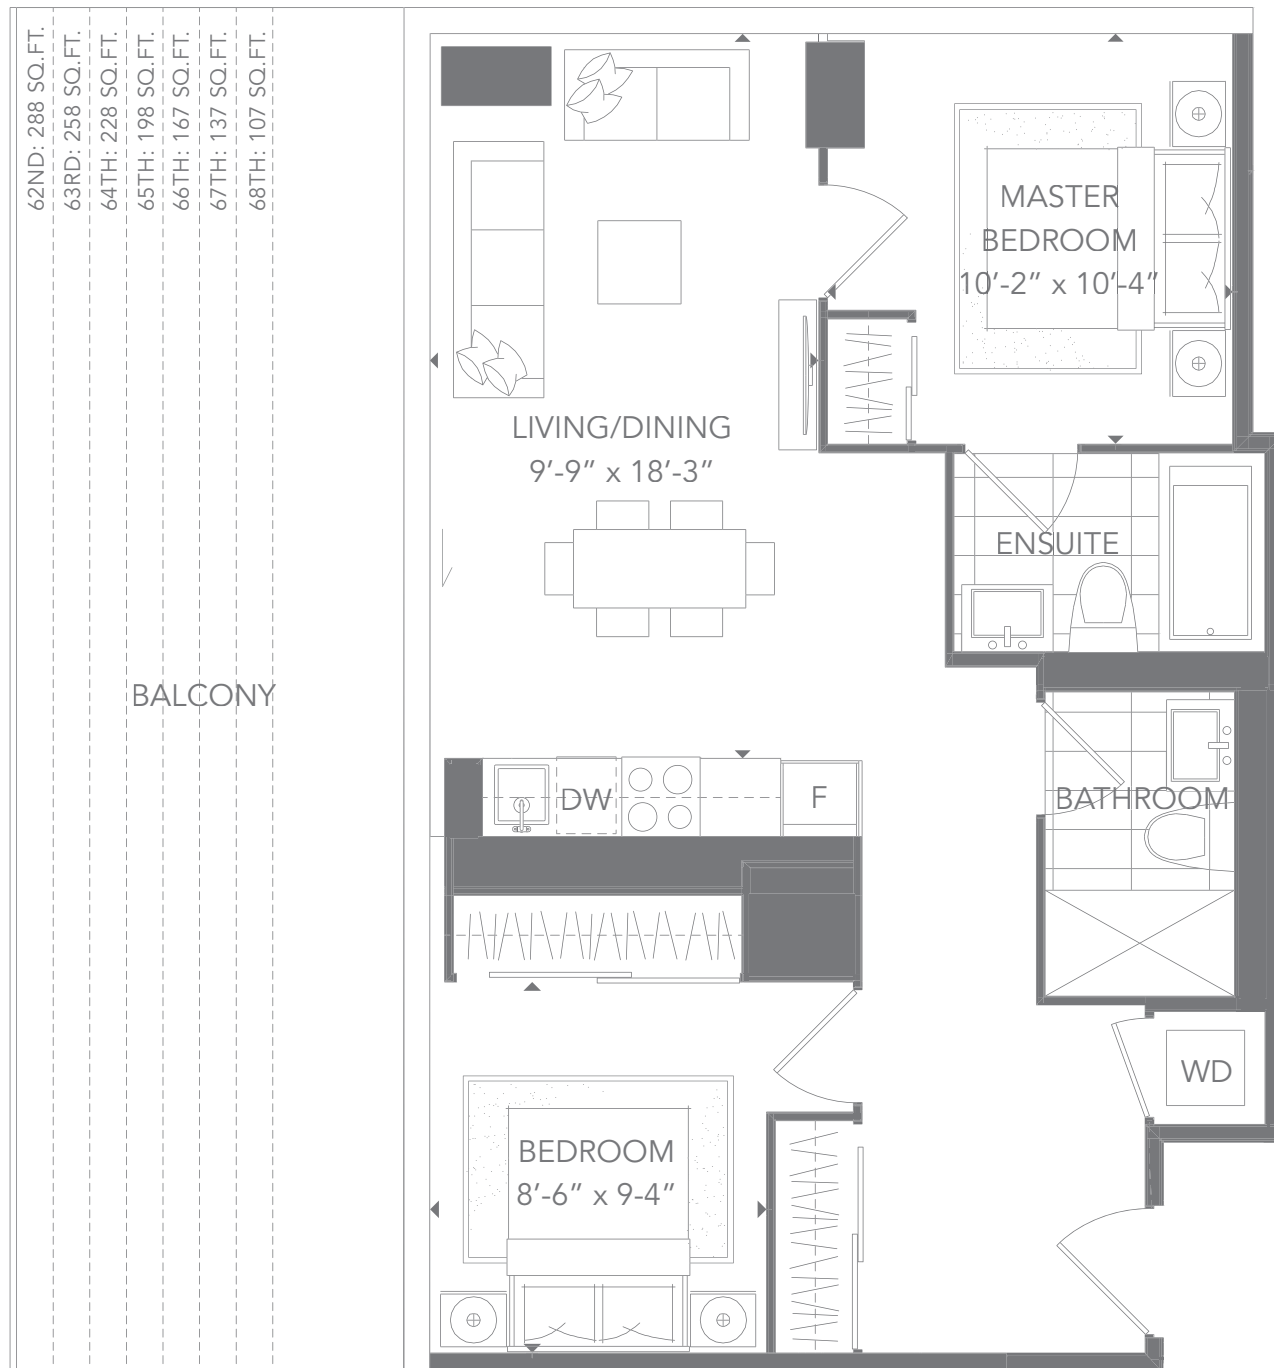 62ND: 288 SQ.FT.
63RD: 258 SQ.FT.
64TH: 228 SQ.FT.
65TH: 198 SQ.FT.
66TH: 167 SQ.FT.
67TH: 137 SQ.FT.
68TH: 107 SQ.FT.
BALCONY
LIVING/DINING
9’-9” x 18’-3”
MASTER
BEDROOM
10’-2” x 10’-4”
ENSUITE
DW
F
BATHROOM
WD
BEDROOM
8’-6” x 9-4”